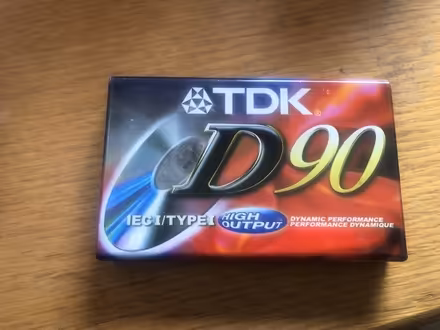 TDK®
D90
IEC I/TYPE I HIGH OUTPUT
DYNAMIC PERFORMANCE
PERFORMANCE DYNAMIQUE